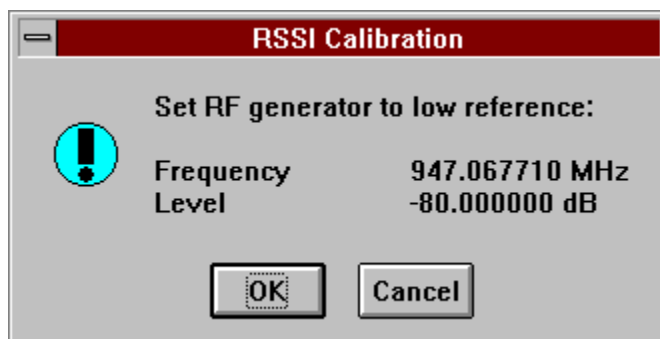 RSSI Calibration
Set RF generator to low reference:
Frequency 947.067710 MHz
Level -80.000000 dB
OK Cancel